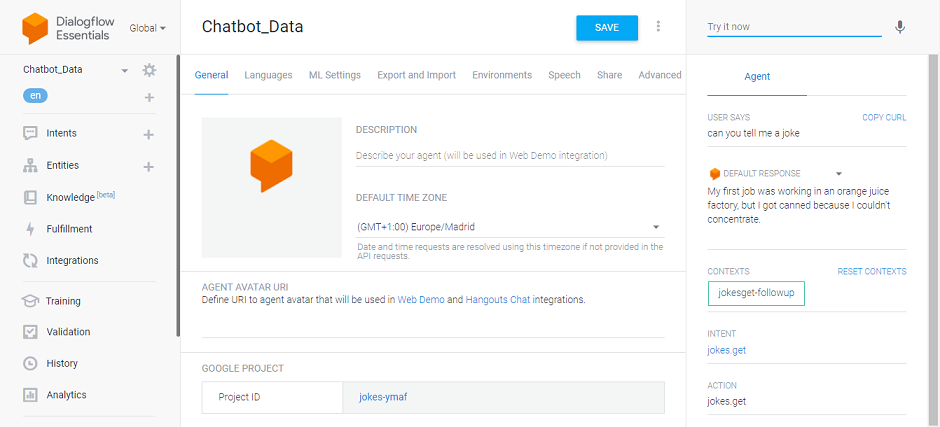 Dialogflow
Essentials
Global
Chatbot_Data
en
Intents
Entities
Knowledge [beta]
Fulfillment
Integrations
Training
Validation
History
Analytics
Chatbot_Data
SAVE
General Languages ML Settings Export and Import Environments Speech Share Advanced
DESCRIPTION
Describe your agent (will be used in Web Demo integration)
DEFAULT TIME ZONE
(GMT+1:00) Europe/Madrid
Date and time requests are resolved using this timezone if not provided in the
API requests.
AGENT AVATAR URI
Define URI to agent avatar that will be used in Web Demo and Hangouts Chat integrations.
GOOGLE PROJECT
Project ID jokes-ymaf
Try it now
Agent
USER SAYS COPY CURL
can you tell me a joke
DEFAULT RESPONSE
My first job was working in an orange juice
factory, but I got canned because I couldn't
concentrate.
CONTEXTS RESET CONTEXTS
jokesget-followup
INTENT
jokes.get
ACTION
jokes.get